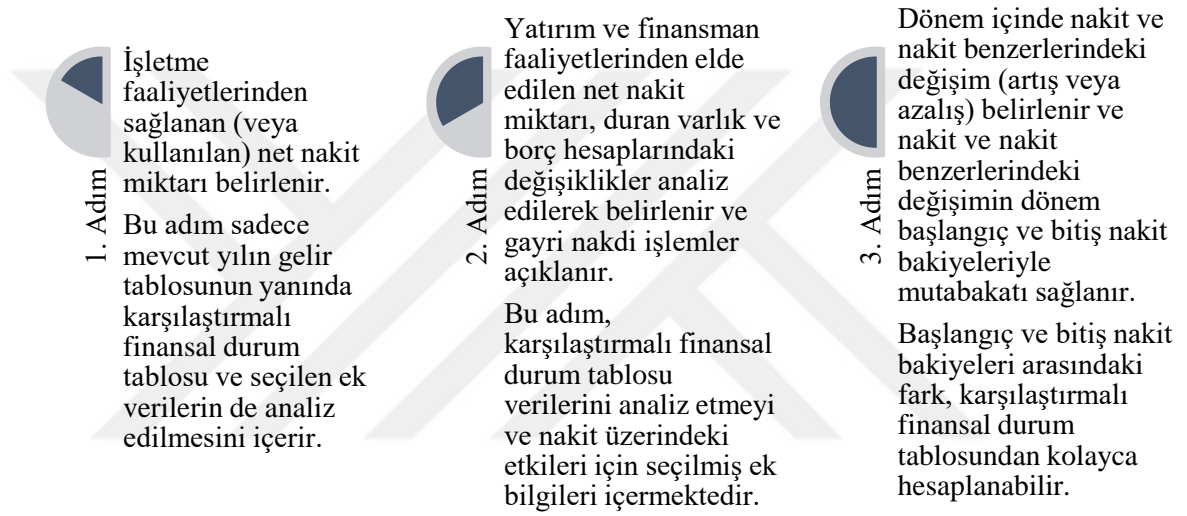 1. Adım
İşletme
faaliyetlerinden
sağlanan (veya
kullanılan) net nakit
miktarı belirlenir.
Bu adım sadece
mevcut yılın gelir
tablosunun yanında
karşılaştırmalı
finansal durum
tablosu ve seçilen ek
verilerin de analiz
edilmesini içerir.
2. Adım
Yatırım ve finansman
faaliyetlerinden elde
edilen net nakit
miktarı, duran varlık ve
borç hesaplarındaki
değişiklikler analiz
edilerek belirlenir ve
gayri nakdi işlemler
açıklanır.
Bu adım,
karşılaştırmalı finansal
durum tablosu
verilerini analiz etmeyi
ve nakit üzerindeki
etkileri için seçilmiş ek
bilgileri içermektedir.
3. Adım
Dönem içinde nakit ve
nakit benzerlerindeki
değişim (artış veya
azalış) belirlenir ve
nakit ve nakit
benzerlerindeki
değişimin dönem
başlangıç ve bitiş nakit
bakiyeleriyle
mutabakatı sağlanır.
Başlangıç ve bitiş nakit
bakiyeleri arasındaki
fark, karşılaştırmalı
finansal durum
tablosundan kolayca
hesaplanabilir.